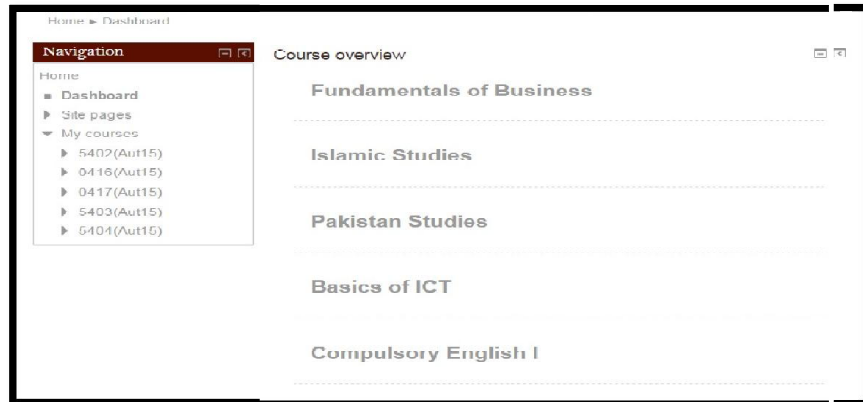 Home ► Dashboard
Navigation
Home
Dashboard
Site pages
My courses
5402(Aut15)
0416(Aut15)
0417(Aut15)
5403(Aut15)
5404(Aut15)
Course overview
Fundamentals of Business
Islamic Studies
Pakistan Studies
Basics of ICT
Compulsory English I